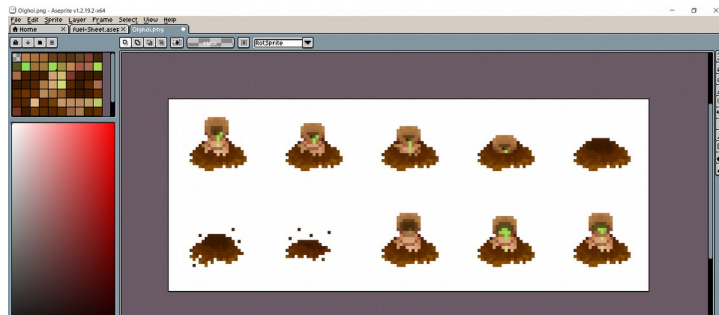 Olghoi.png - Aseprite v1.2.19.2-x64
File Edit Sprite Layer Frame Select View Help
Home X fuel-Sheet.asep X Olghoi.png
RotSprite